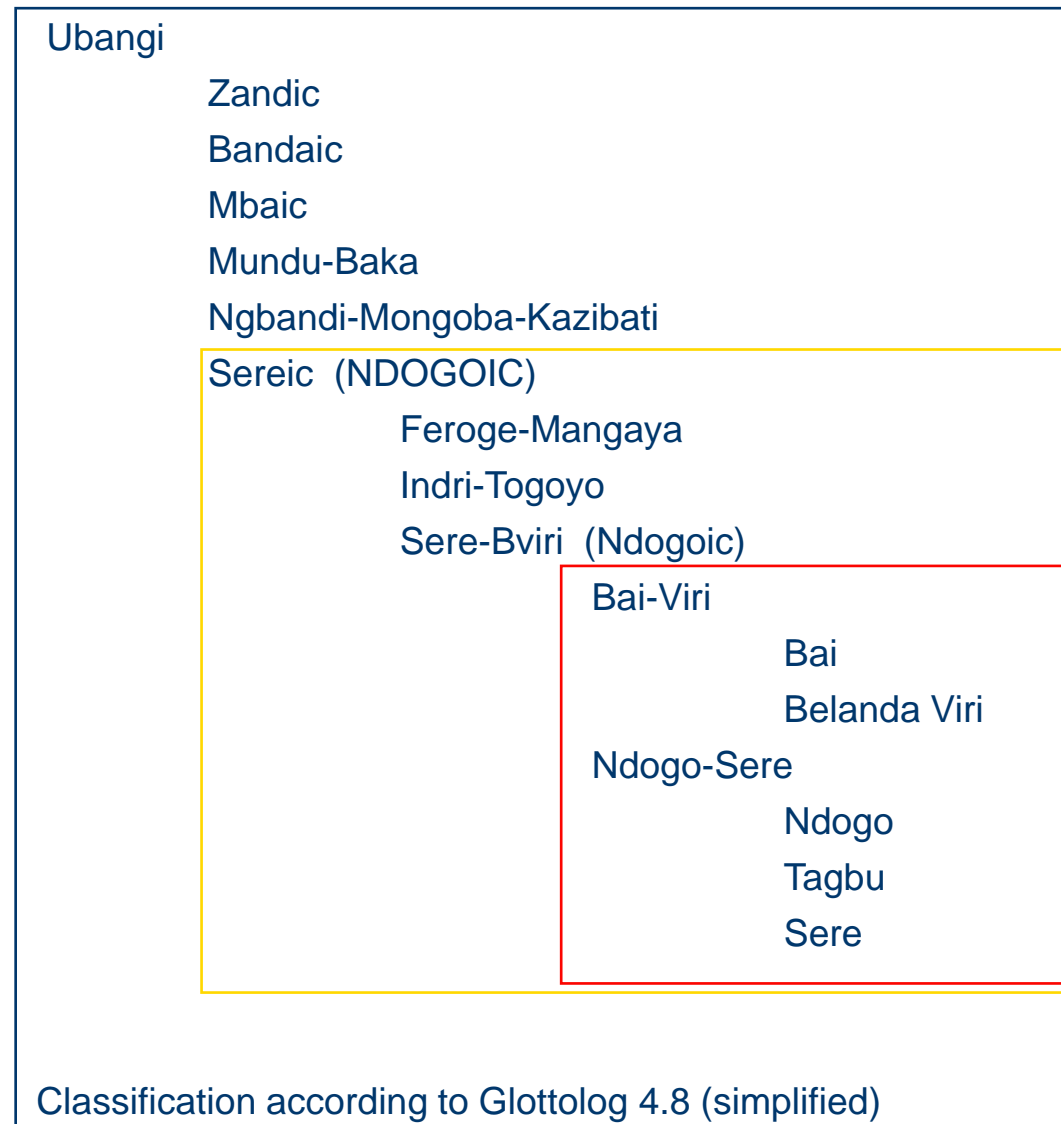 Ubangi
Zandic
Bandaic
Mbaic
Mundu-Baka
Ngbandi-Mongoba-Kazibati
Sereic (NDOGOIC)
Feroge-Mangaya
Indri-Togoyo
Sere-Bviri (Ndogoic)
Bai-Viri
Bai
Belanda Viri
Ndogo-Sere
Ndogo
Tagbu
Sere
Classification according to Glottolog 4.8 (simplified)